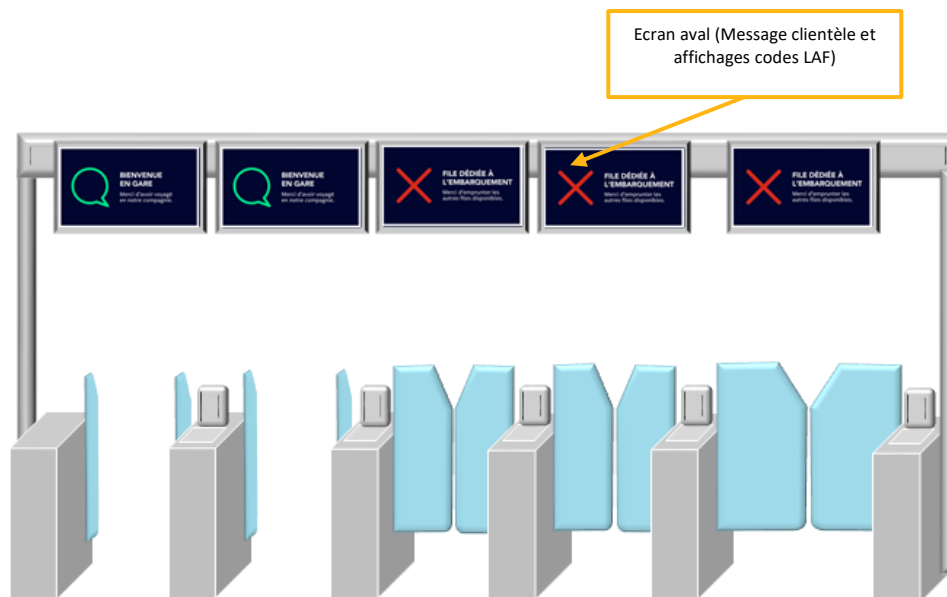 Ecran aval (Message clientèle et
affichages codes LAF)
BIENVENUE
EN GARE
Merci d'avoir voyagé
en notre compagnie.
BIENVENUE
EN GARE
Merci d'avoir voyagé
en notre compagnie.
FILE DÉDIÉE À
L'EMBARQUEMENT
Merci d'emprunter les
autres files disponibles.
FILE DÉDIÉE À
L'EMBARQUEMENT
Merci d'emprunter les
autres files disponibles.
FILE DÉDIÉE À
L'EMBARQUEMENT
Merci d'emprunter les
autres files disponibles.